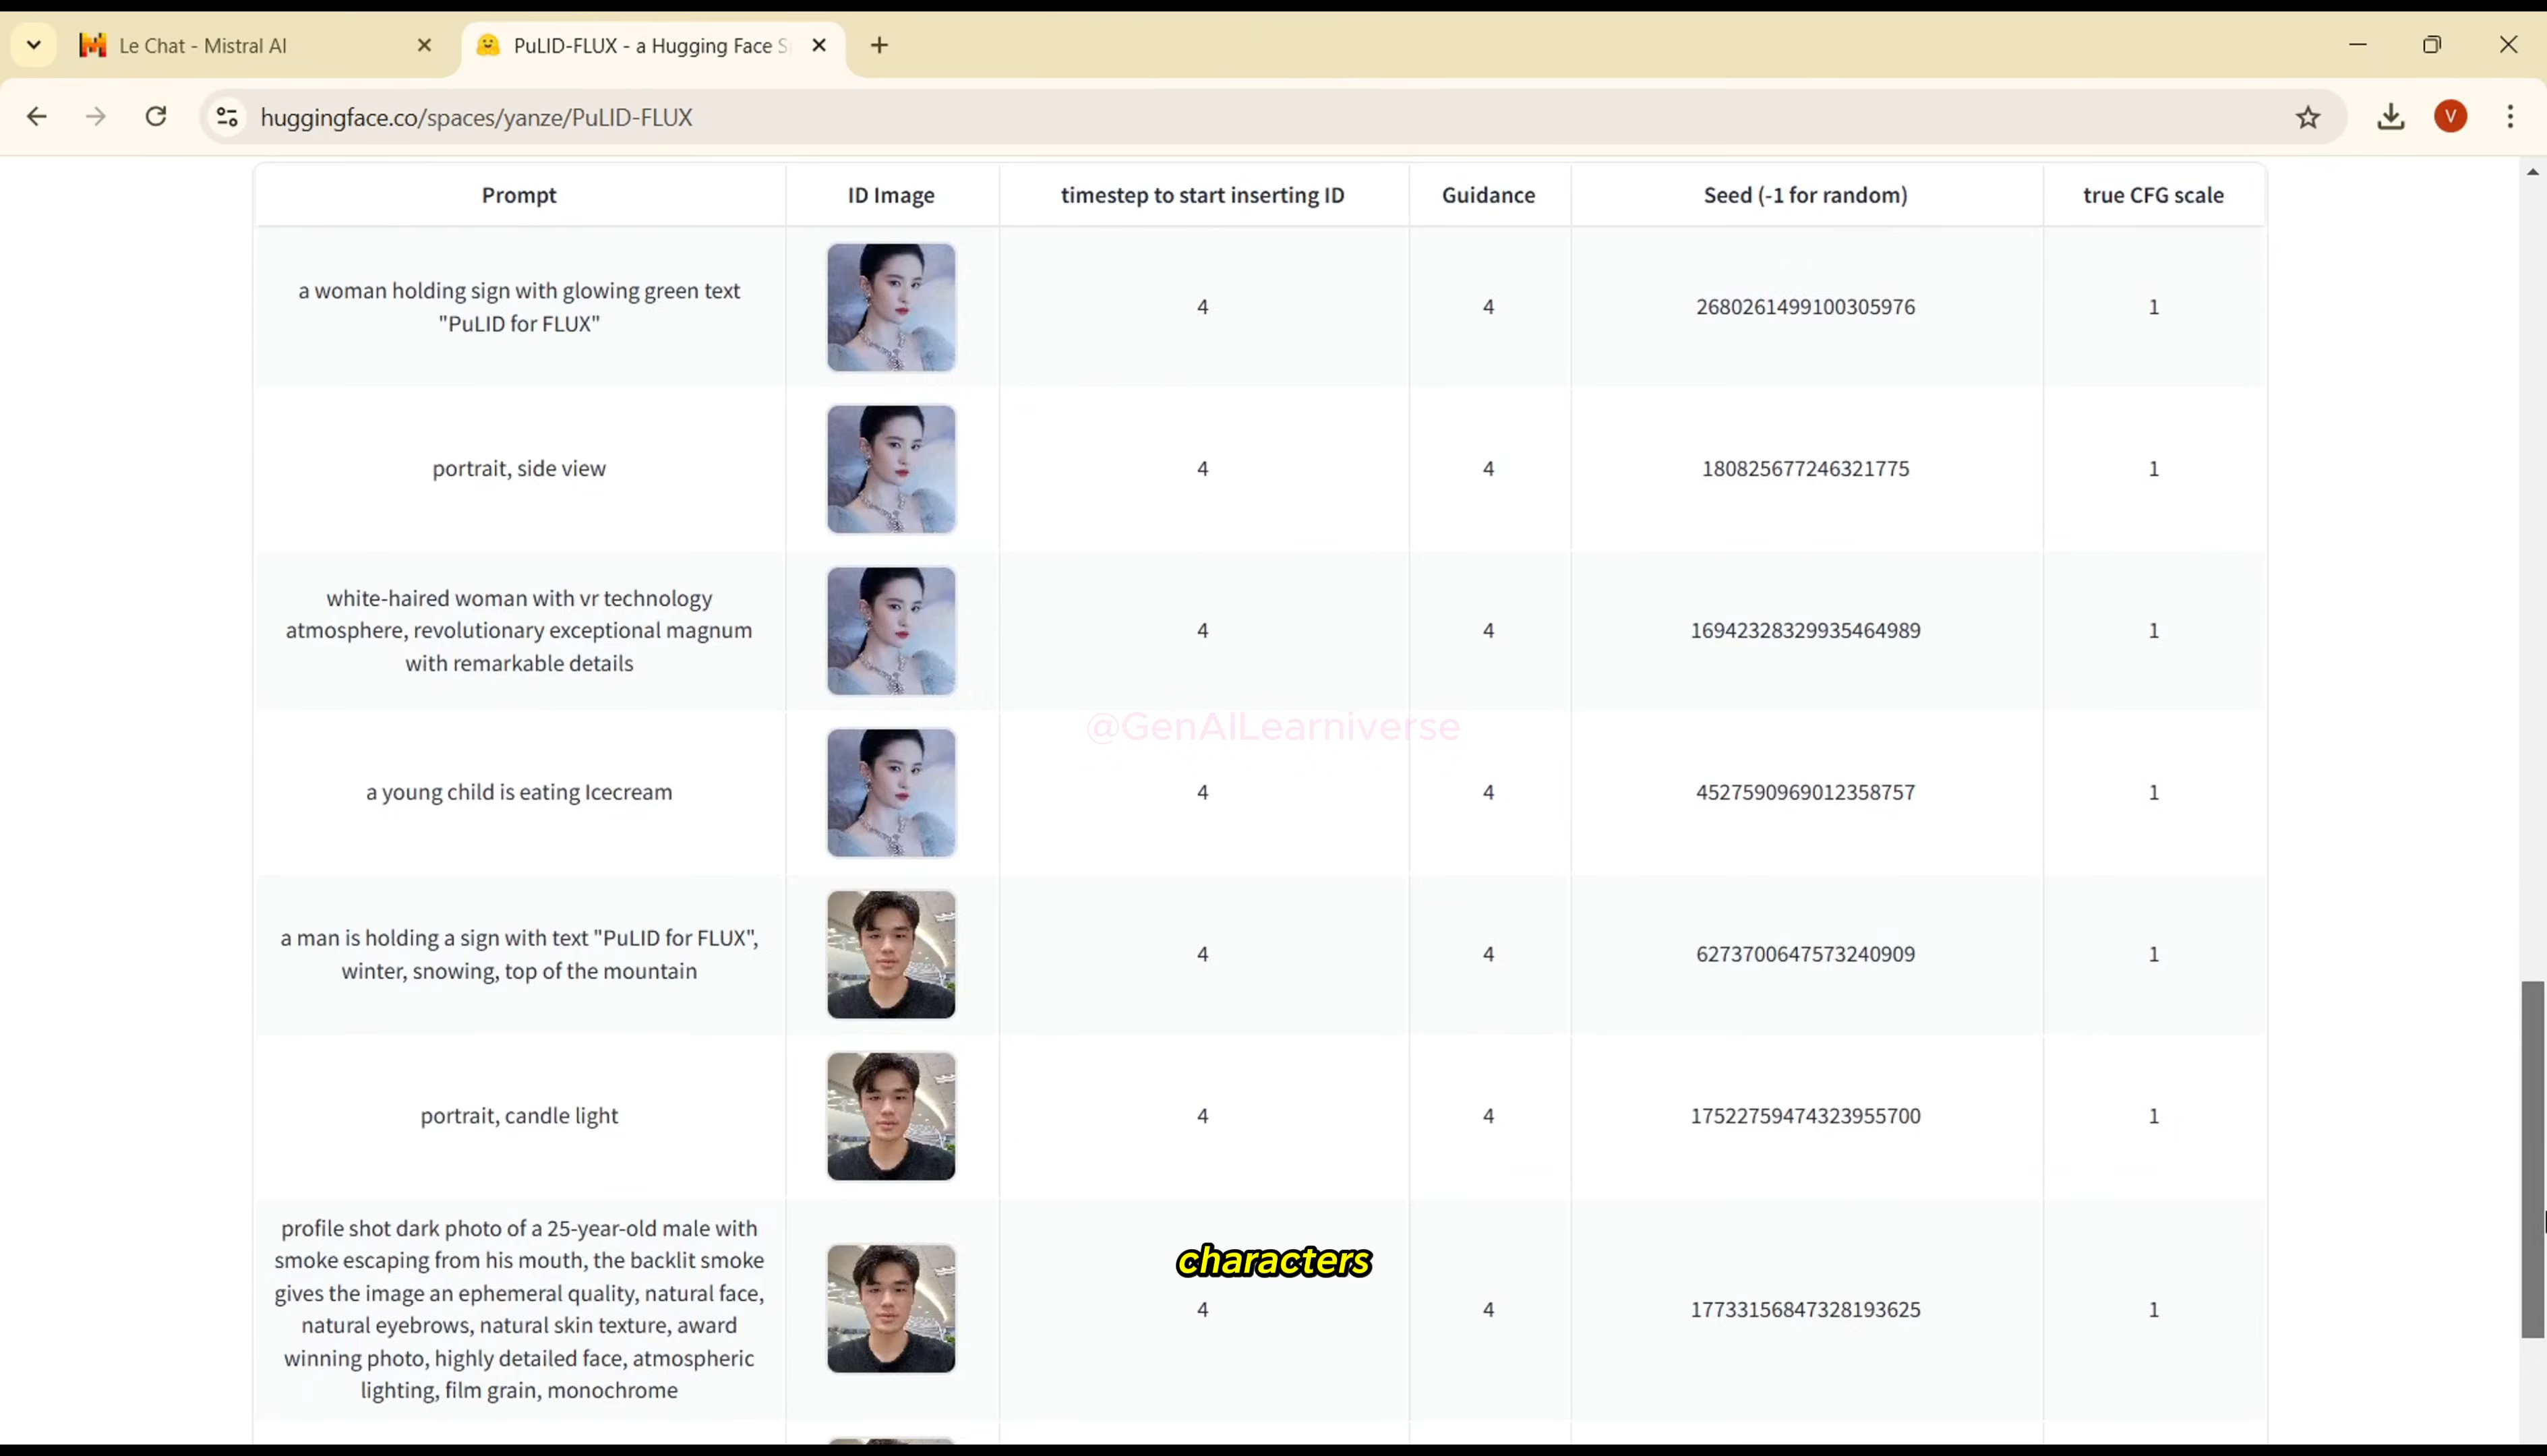 Le Chat - Mistral AI
PuLID-FLUX - a Hugging Face S
huggingface.co/spaces/yanze/PuLID-FLUX
V
Prompt ID Image timestep to start inserting ID Guidance Seed (-1 for random) true CFG scale
a woman holding sign with glowing green text
"PuLID for FLUX"
4 4 2680261499100305976 1
portrait, side view 4 4 180825677246321775 1
white-haired woman with vr technology
atmosphere, revolutionary exceptional magnum
with remarkable details
4 4 16942328329935464989 1
@GenAILearniverse
a young child is eating Icecream 4 4 4527590969012358757 1
a man is holding a sign with text "PuLID for FLUX",
winter, snowing, top of the mountain
4 4 6273700647573240909 1
portrait, candle light 4 4 17522759474323955700 1
profile shot dark photo of a 25-year-old male with
smoke escaping from his mouth, the backlit smoke
gives the image an ephemeral quality, natural face,
natural eyebrows, natural skin texture, award
winning photo, highly detailed face, atmospheric
lighting, film grain, monochrome
characters
4 4 17733156847328193625 1